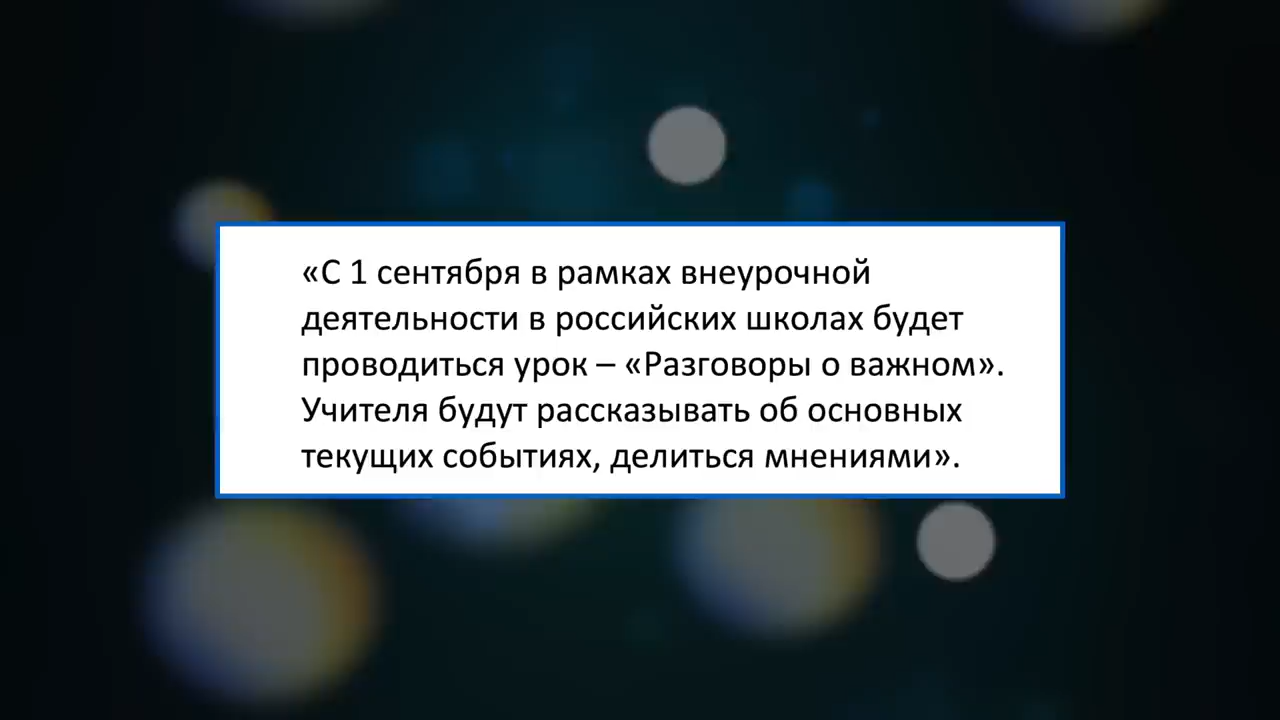 «С 1 сентября в рамках внеурочной
деятельности в российских школах будет
проводиться урок – «Разговоры о важном».
Учителя будут рассказывать об основных
текущих событиях, делиться мнениями».